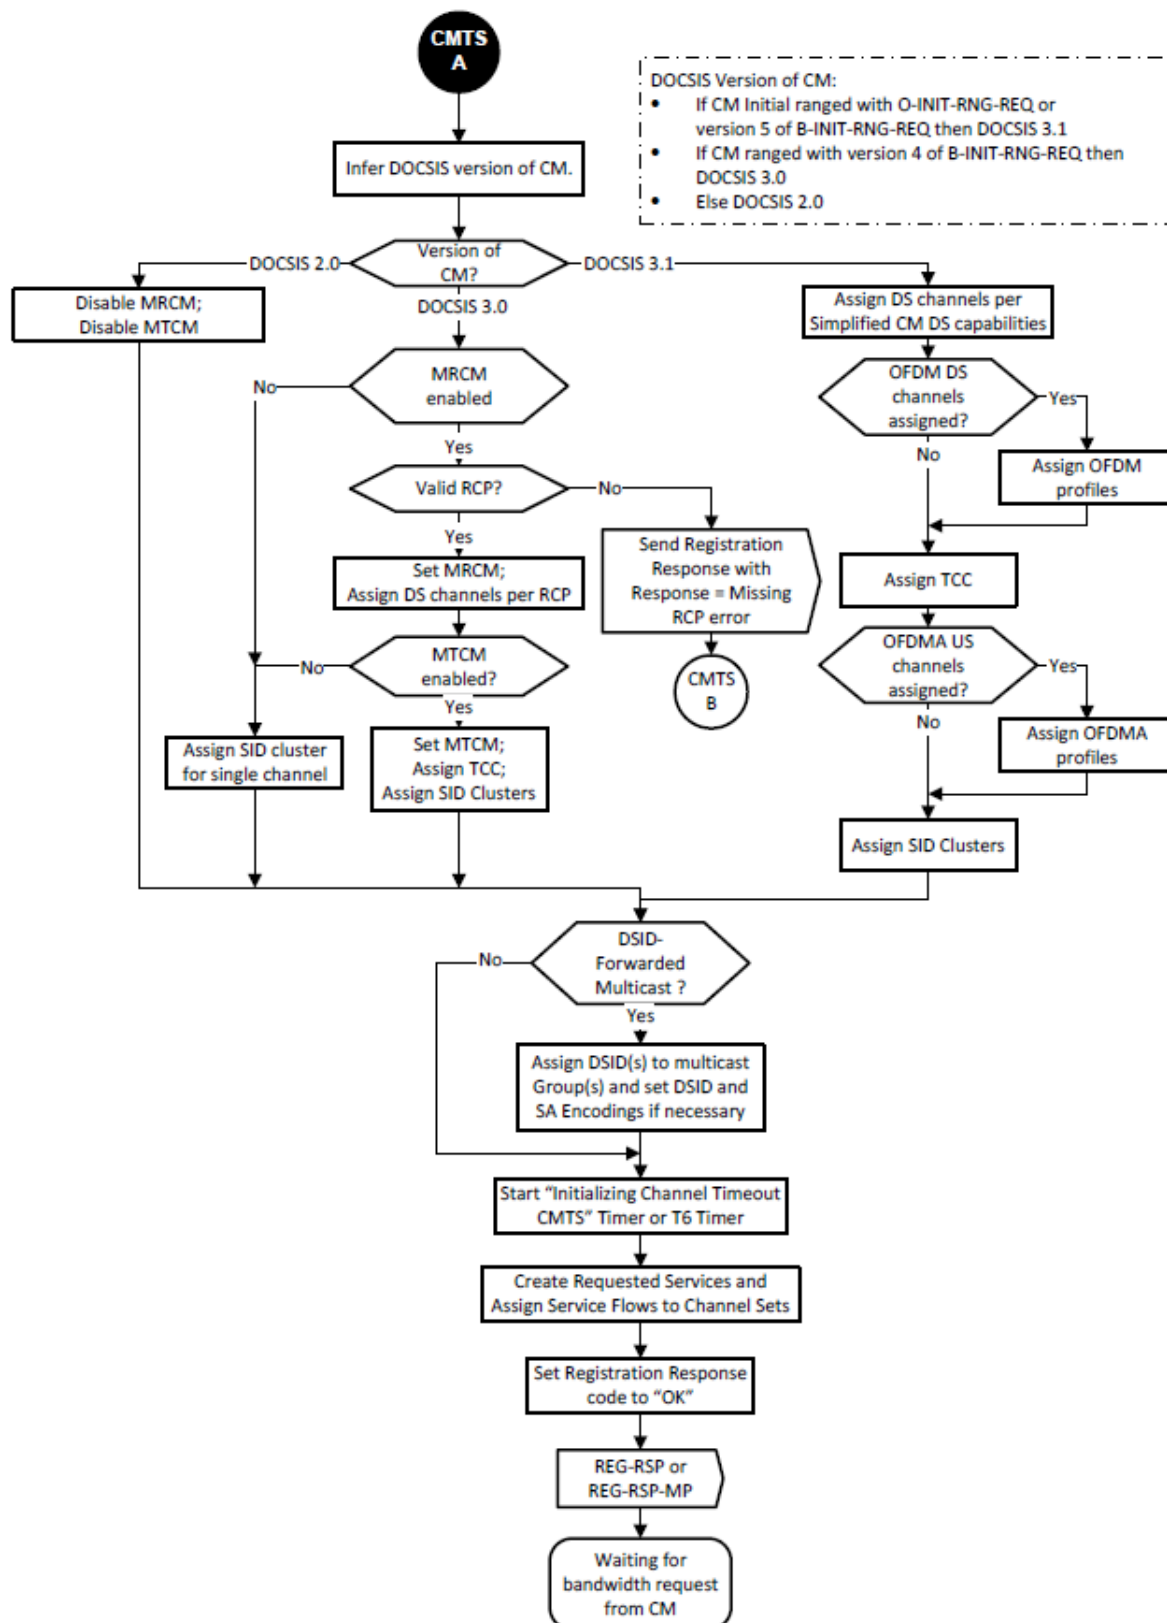 CMTS
A
DOCSIS Version of CM:
• If CM Initial ranged with O-INIT-RNG-REQ or
version 5 of B-INIT-RNG-REQ then DOCSIS 3.1
• If CM ranged with version 4 of B-INIT-RNG-REQ then
DOCSIS 3.0
• Else DOCSIS 2.0
Infer DOCSIS version of CM.
Version of
CM?
DOCSIS 2.0
DOCSIS 3.1
DOCSIS 3.0
Disable MRCM;
Disable MTCM
Assign DS channels per
Simplified CM DS capabilities
MRCM
enabled
No
Yes
OFDM DS
channels
assigned?
Yes
No
Assign OFDM
profiles
Valid RCP?
No
Yes
Send Registration
Response with
Response = Missing
RCP error
CMTS
B
Set MRCM;
Assign DS channels per RCP
Assign TCC
MTCM
enabled?
No
Yes
OFDMA US
channels
assigned?
Yes
No
Assign OFDMA
profiles
Assign SID cluster
for single channel
Set MTCM;
Assign TCC;
Assign SID Clusters
Assign SID Clusters
DSID-
Forwarded
Multicast ?
No
Yes
Assign DSID(s) to multicast
Group(s) and set DSID and
SA Encodings if necessary
Start “Initializing Channel Timeout
CMTS” Timer or T6 Timer
Create Requested Services and
Assign Service Flows to Channel Sets
Set Registration Response
code to “OK”
REG-RSP or
REG-RSP-MP
Waiting for
bandwidth request
from CM